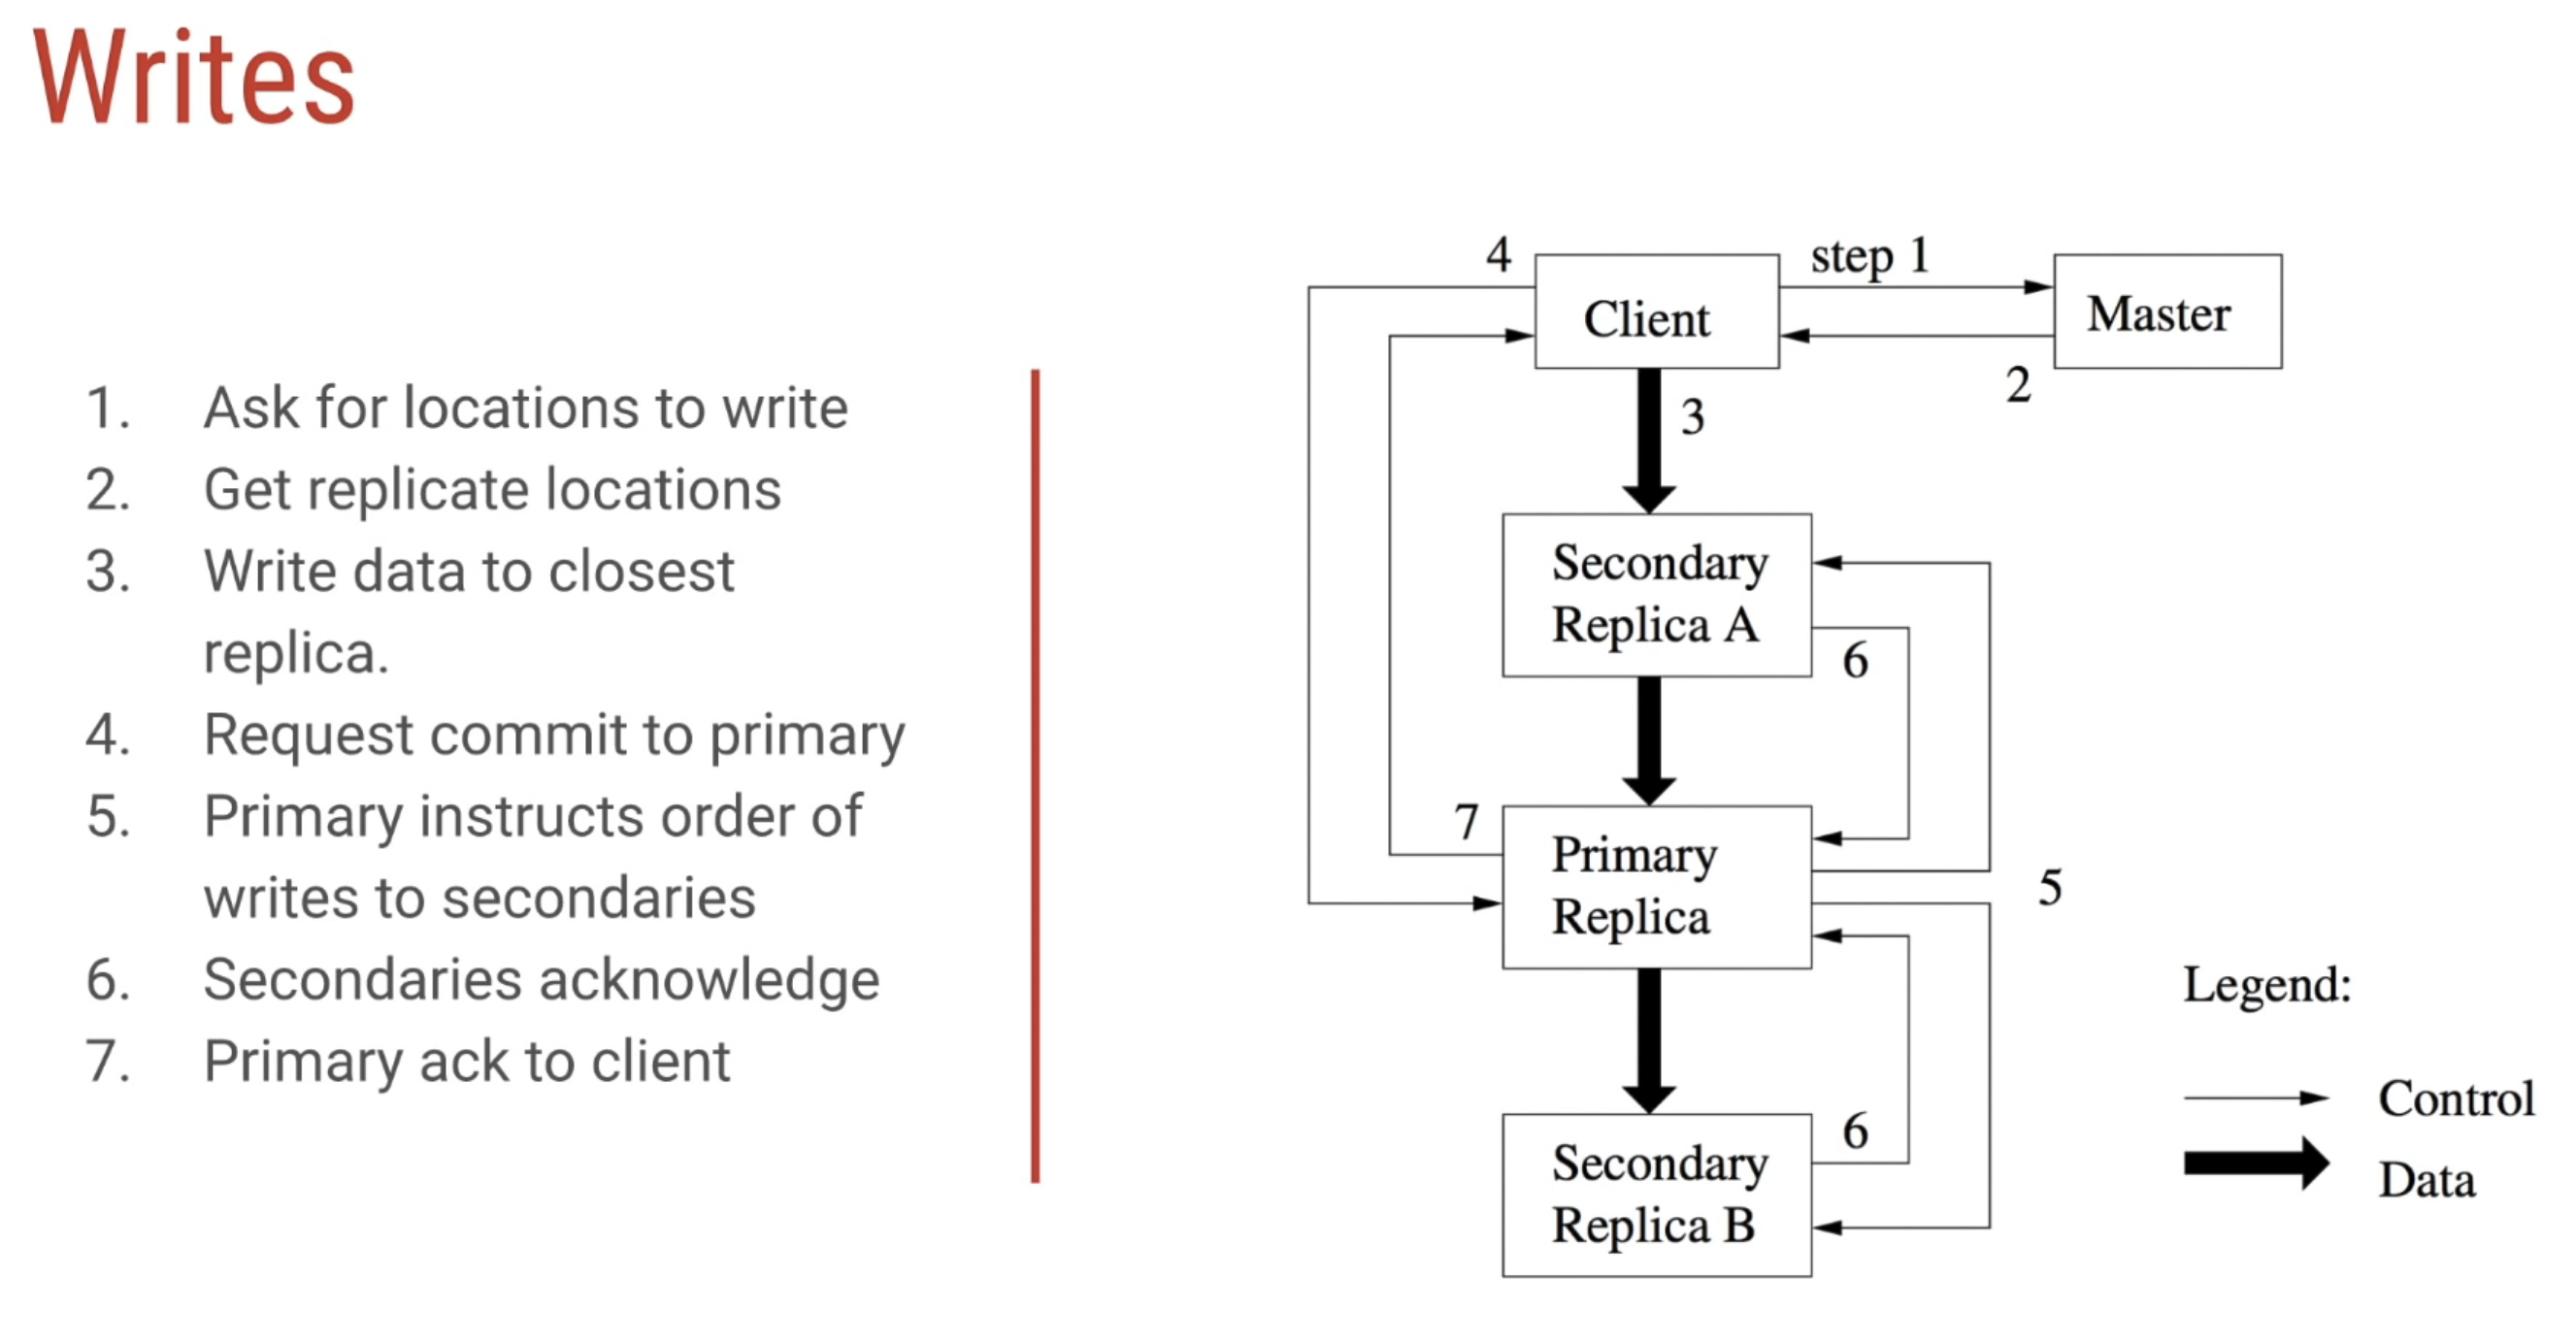 Writes
1. Ask for locations to write
2. Get replicate locations
3. Write data to closest
replica.
4. Request commit to primary
5. Primary instructs order of
writes to secondaries
6. Secondaries acknowledge
7. Primary ack to client
4
step 1
Client
Master
2
3
Secondary
Replica A
6
7
Primary
Replica
5
6
Secondary
Replica B
Legend:
Control
Data